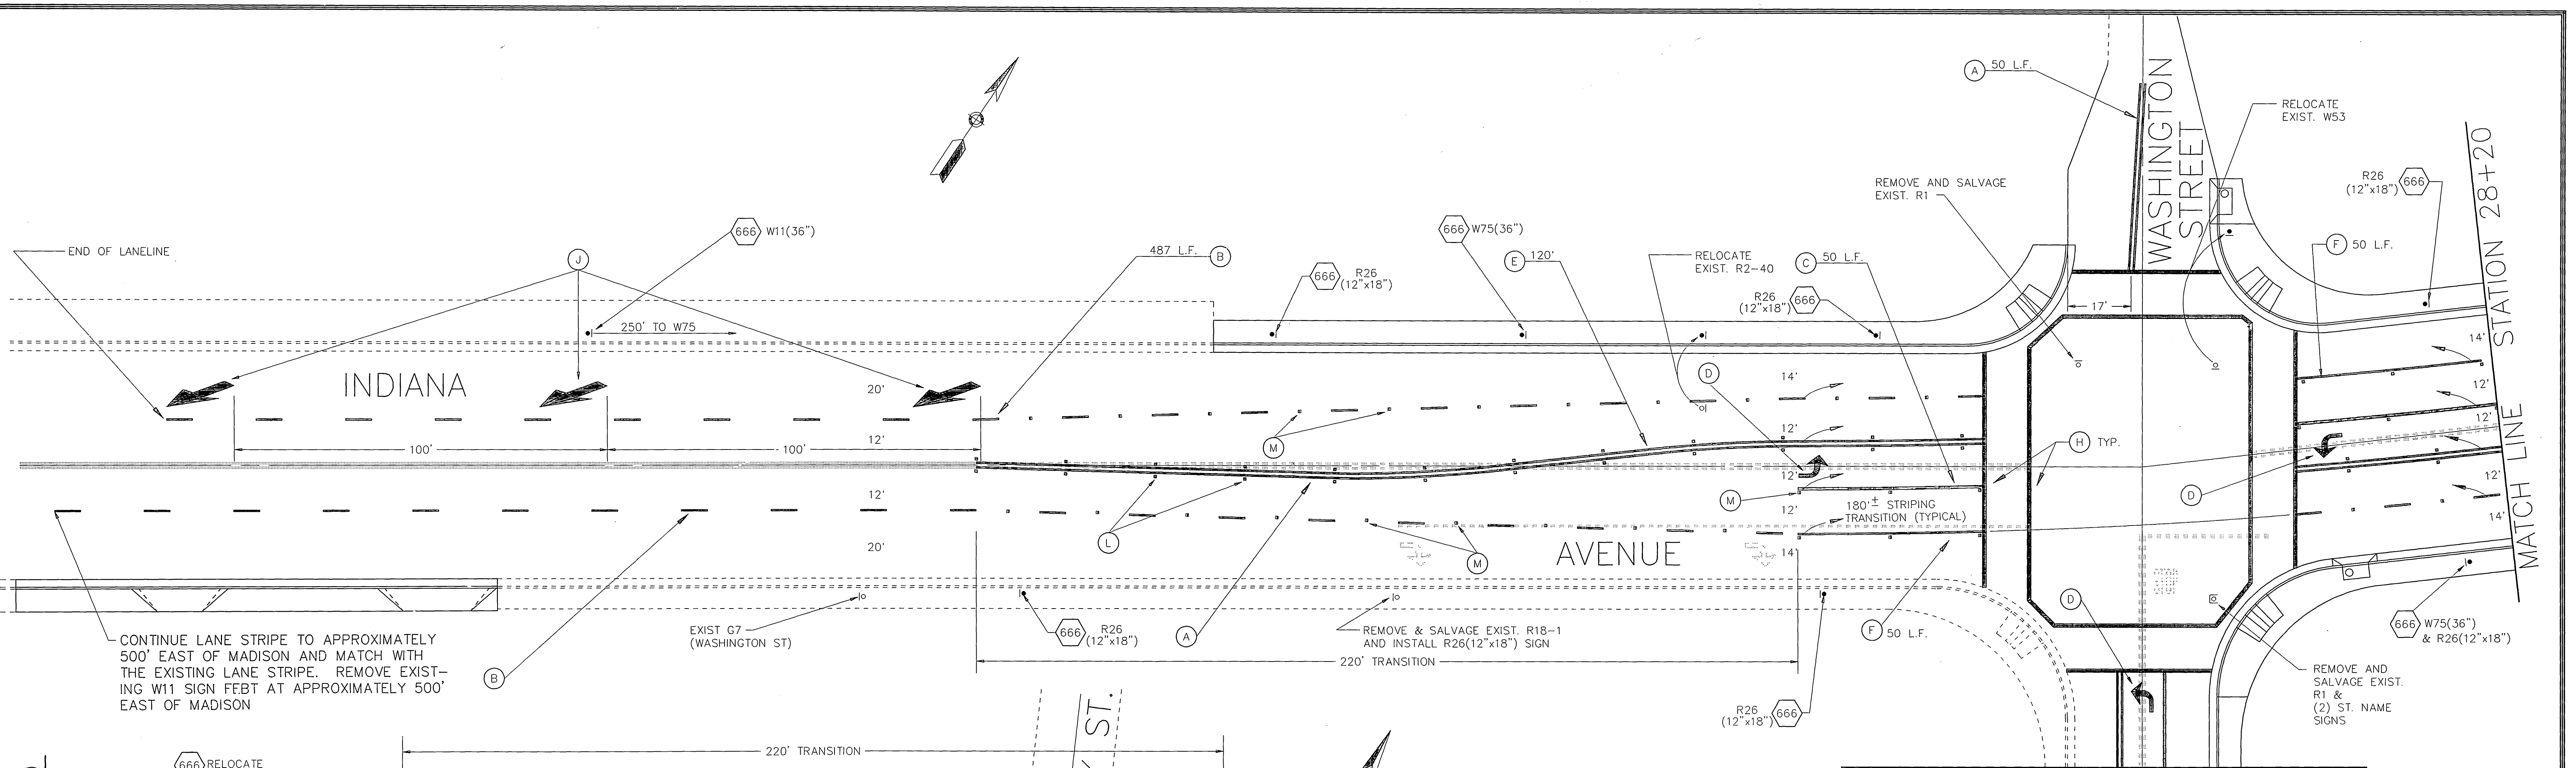 A 50 L.F.
WASHINGTON
STREET
RELOCATE
EXIST. W53
STATION 28+20
MATCH LINE
R26
(12"x18")
666
REMOVE AND SALVAGE
EXIST. R1
F 50 L.F.
END OF LANELINE
J
666 W11(36")
250' TO W75
487 L.F. B
666 R26
(12"x18")
666 W75(36")
E 120'
RELOCATE
EXIST. R2-40
C 50 L.F.
R26
(12"x18")
666
17'
INDIANA
20'
12'
100'
100'
M
D
14'
12'
12'
12'
14'
14'
12'
12'
12'
14'
H TYP.
D
M
180'± STRIPING
TRANSITION (TYPICAL)
12'
20'
L
M
AVENUE
CONTINUE LANE STRIPE TO APPROXIMATELY
500' EAST OF MADISON AND MATCH WITH
THE EXISTING LANE STRIPE. REMOVE EXIST-
ING W11 SIGN FEBT AT APPROXIMATELY 500'
EAST OF MADISON
B
EXIST G7
(WASHINGTON ST)
666 R26
(12"x18")
A
REMOVE & SALVAGE EXIST. R18-1
AND INSTALL R26(12"x18") SIGN
220' TRANSITION
F 50 L.F.
D
666 W75(36")
& R26(12"x18")
REMOVE AND
SALVAGE EXIST.
R1 &
(2) ST. NAME
SIGNS
R26
(12"x18")
666
ST.
220' TRANSITION
666 RELOCATE